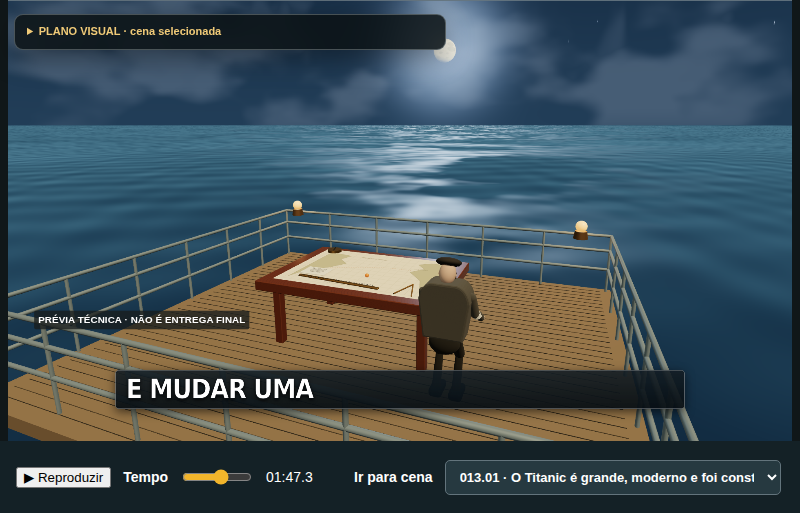 ▶ PLANO VISUAL · cena selecionada
PRÉVIA TÉCNICA · NÃO É ENTREGA FINAL
E MUDAR UMA
▶ Reproduzir Tempo 01:47.3 Ir para cena 013.01 · O Titanic é grande, moderno e foi const